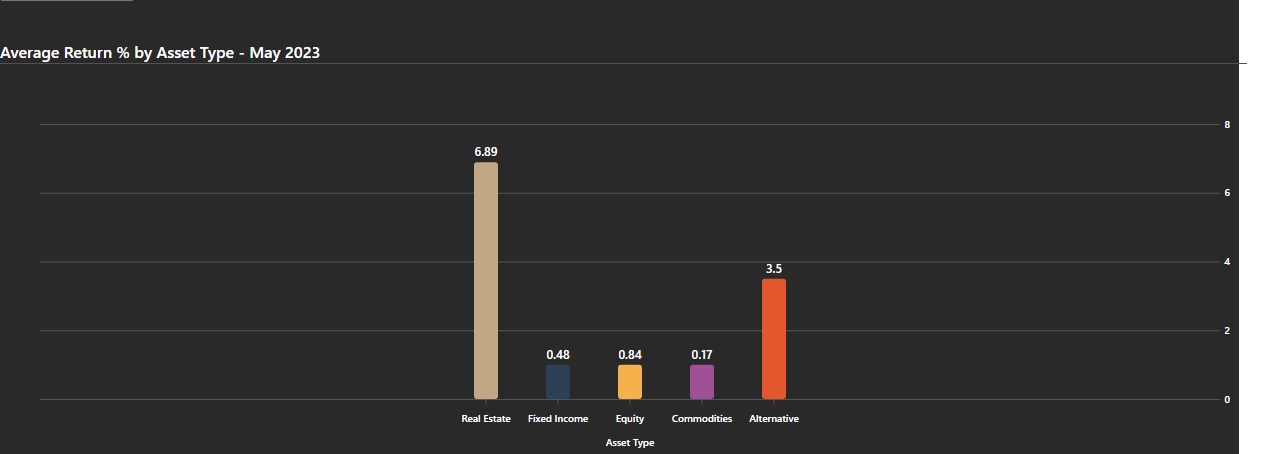 Average Return % by Asset Type - May 2023
8
6.89
6
4
3.5
2
0.48 0.84 0.17
0
Real Estate Fixed Income Equity Commodities Alternative
Asset Type